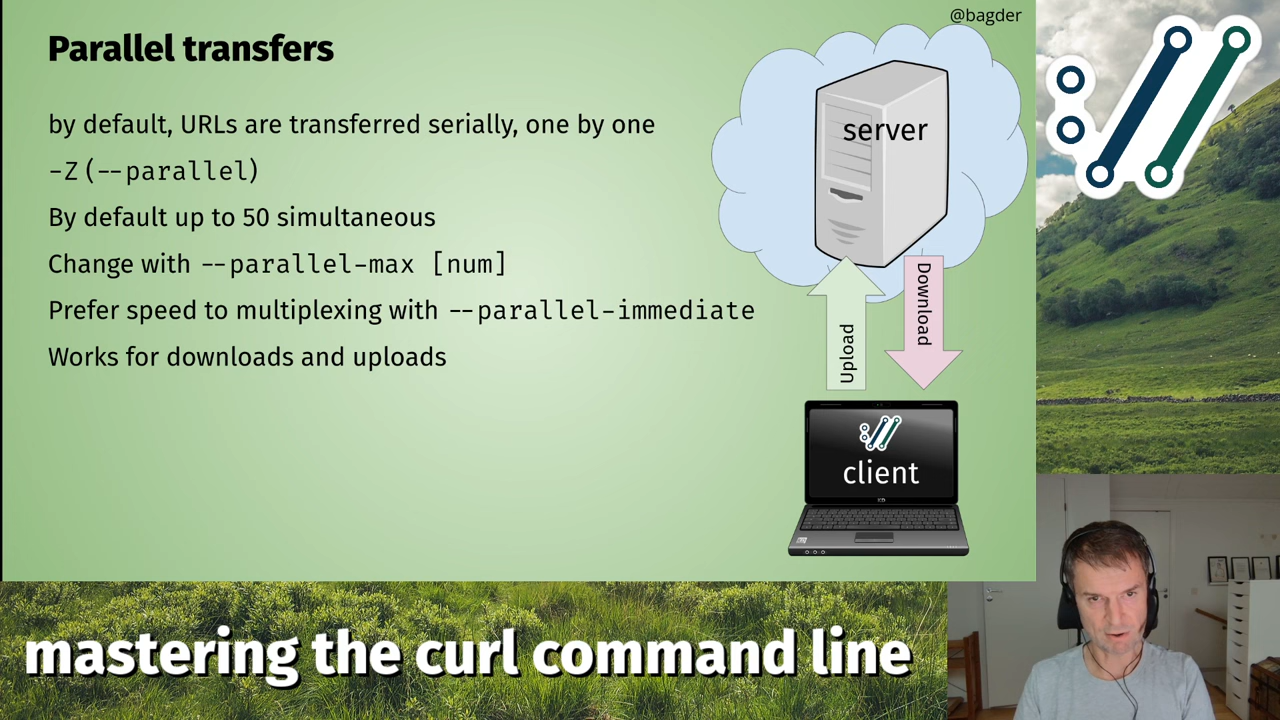 @bagder
Parallel transfers
by default, URLs are transferred serially, one by one
-Z (--parallel)
By default up to 50 simultaneous
Change with --parallel-max [num]
Prefer speed to multiplexing with --parallel-immediate
Works for downloads and uploads
server
Upload
Download
client
mastering the curl command line